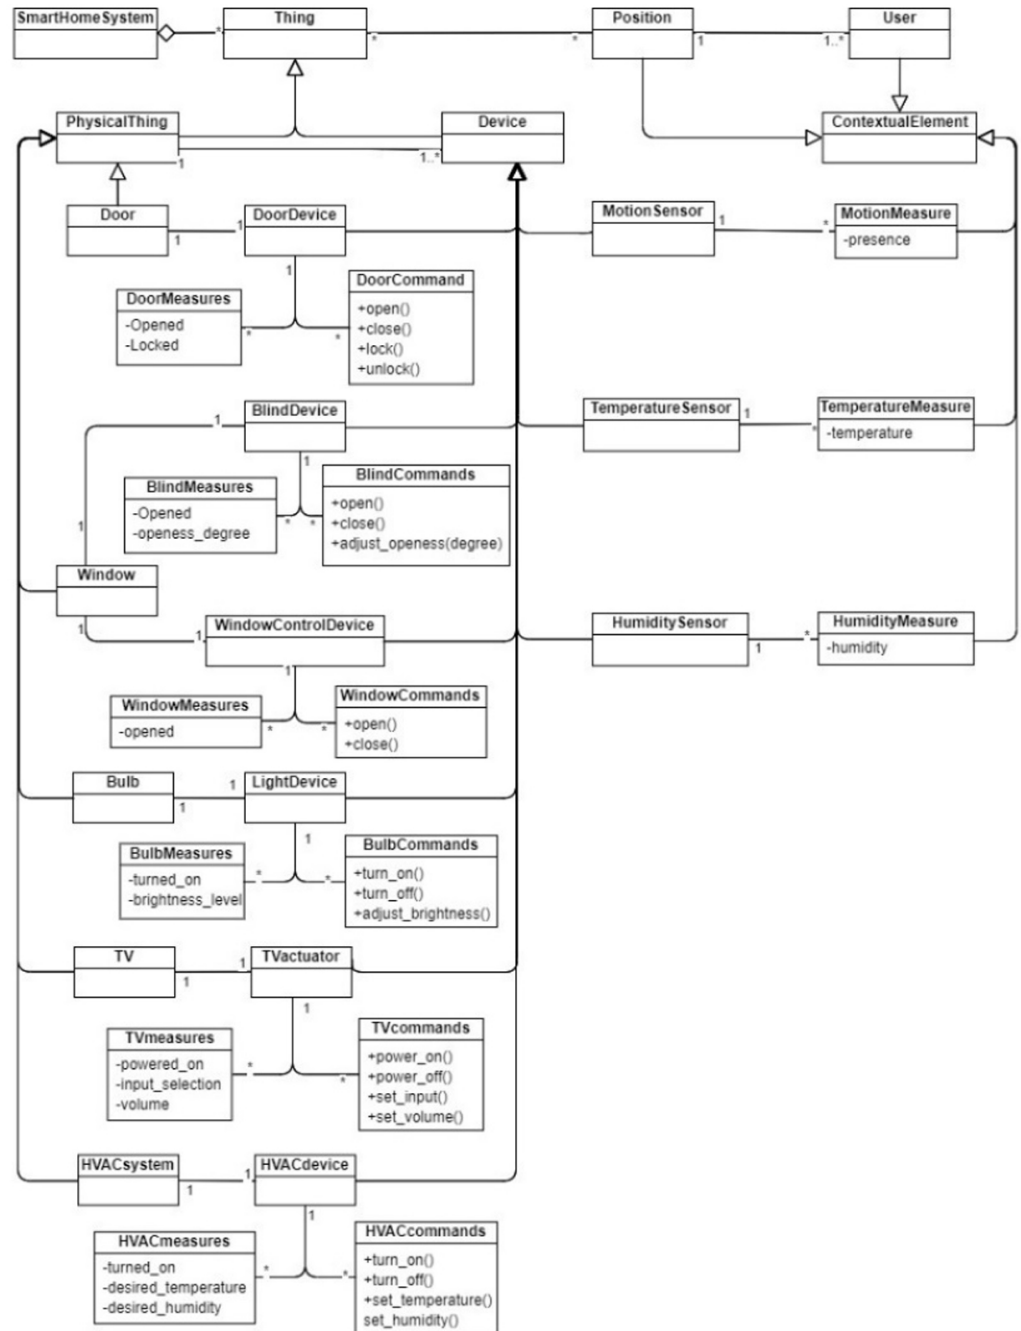 SmartHomeSystem
*
Thing
*
*
Position
1
1..*
User
PhysicalThing
1
1..*
Device
ContextualElement
Door
1
1
DoorDevice
1
MotionSensor
1
*
MotionMeasure
-presence
DoorMeasures
-Opened
-Locked
*
*
DoorCommand
+open()
+close()
+lock()
+unlock()
1
BlindDevice
1
TemperatureSensor
1
*
TemperatureMeasure
-temperature
BlindMeasures
-Opened
-openess_degree
*
*
BlindCommands
+open()
+close()
+adjust_openess(degree)
1
Window
1
1
WindowControlDevice
1
HumiditySensor
1
*
HumidityMeasure
-humidity
WindowMeasures
-opened
*
*
WindowCommands
+open()
+close()
Bulb
1
1
LightDevice
1
BulbMeasures
-turned_on
-brightness_level
*
*
BulbCommands
+turn_on()
+turn_off()
+adjust_brightness()
TV
1
1
TVactuator
1
TVmeasures
-powered_on
-input_selection
-volume
*
*
TVcommands
+power_on()
+power_off()
+set_input()
+set_volume()
HVACsystem
1
1
HVACdevice
1
HVACmeasures
-turned_on
-desired_temperature
-desired_humidity
*
*
HVACcommands
+turn_on()
+turn_off()
+set_temperature()
set_humidity()